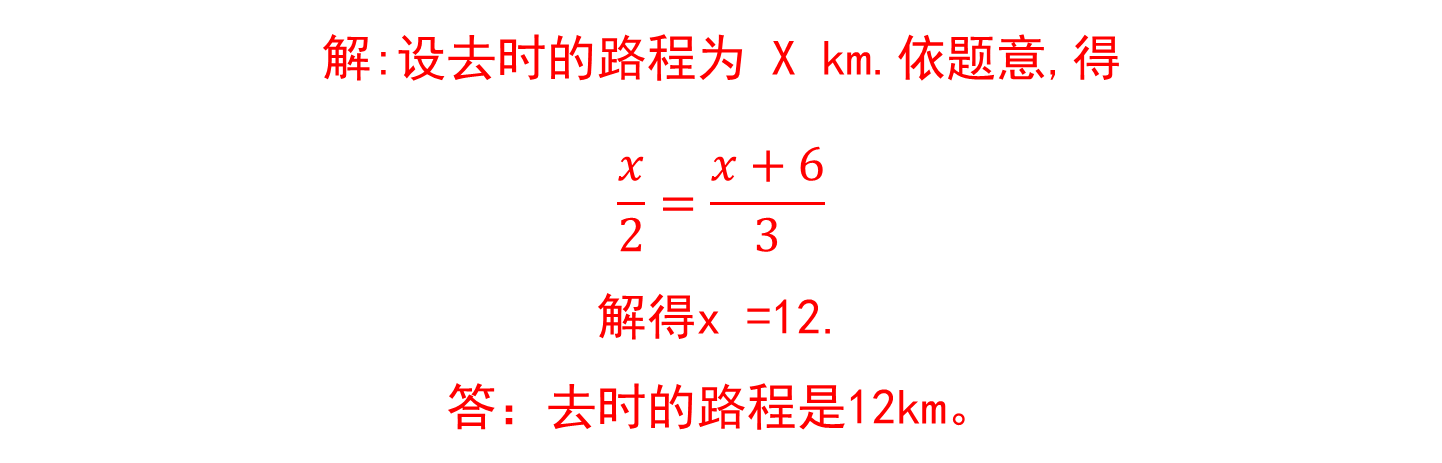 解:设去时的路程为 X km.依题意,得
x/2 = (x + 6)/3
解得x =12.
答：去时的路程是12km。